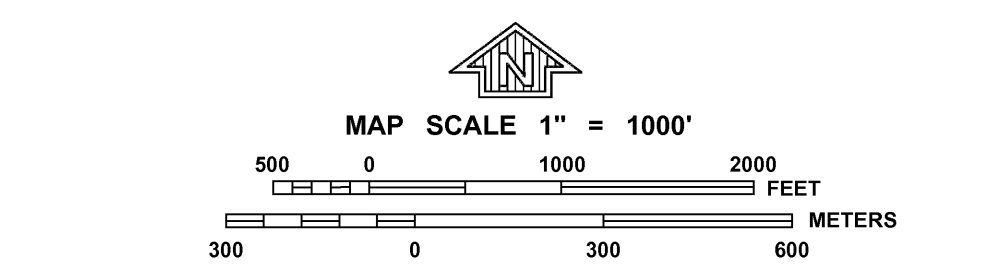 N
MAP SCALE 1" = 1000'
500 0 1000 2000
FEET
METERS
300 0 300 600